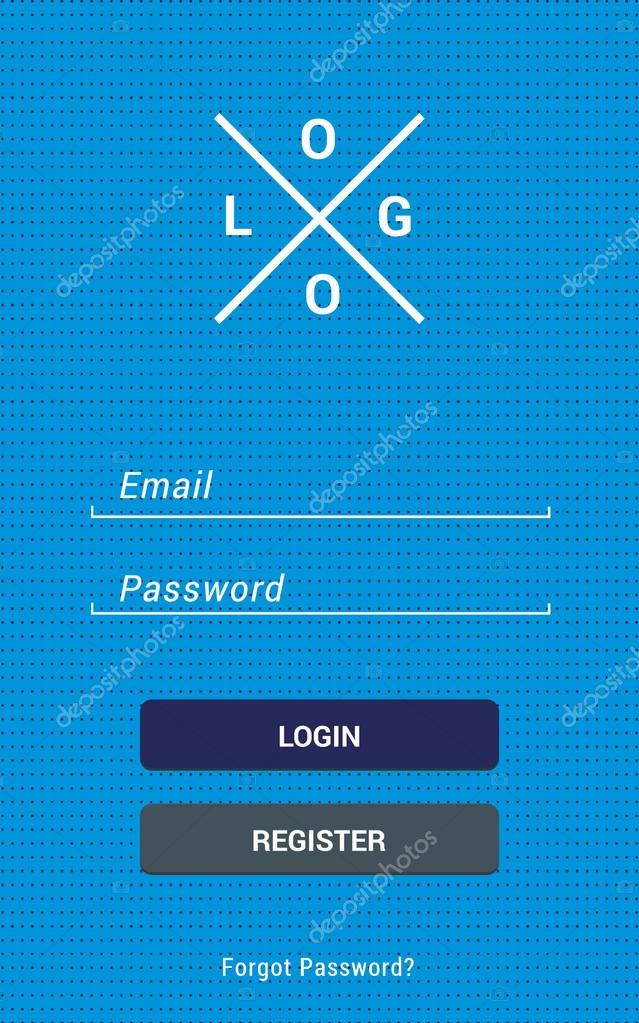 depositphotos
O
L G
O
depositphotos
depositphotos
depositphotos
Email
Password
depositphotos
depositphotos
LOGIN
REGISTER
depositphotos
Forgot Password?